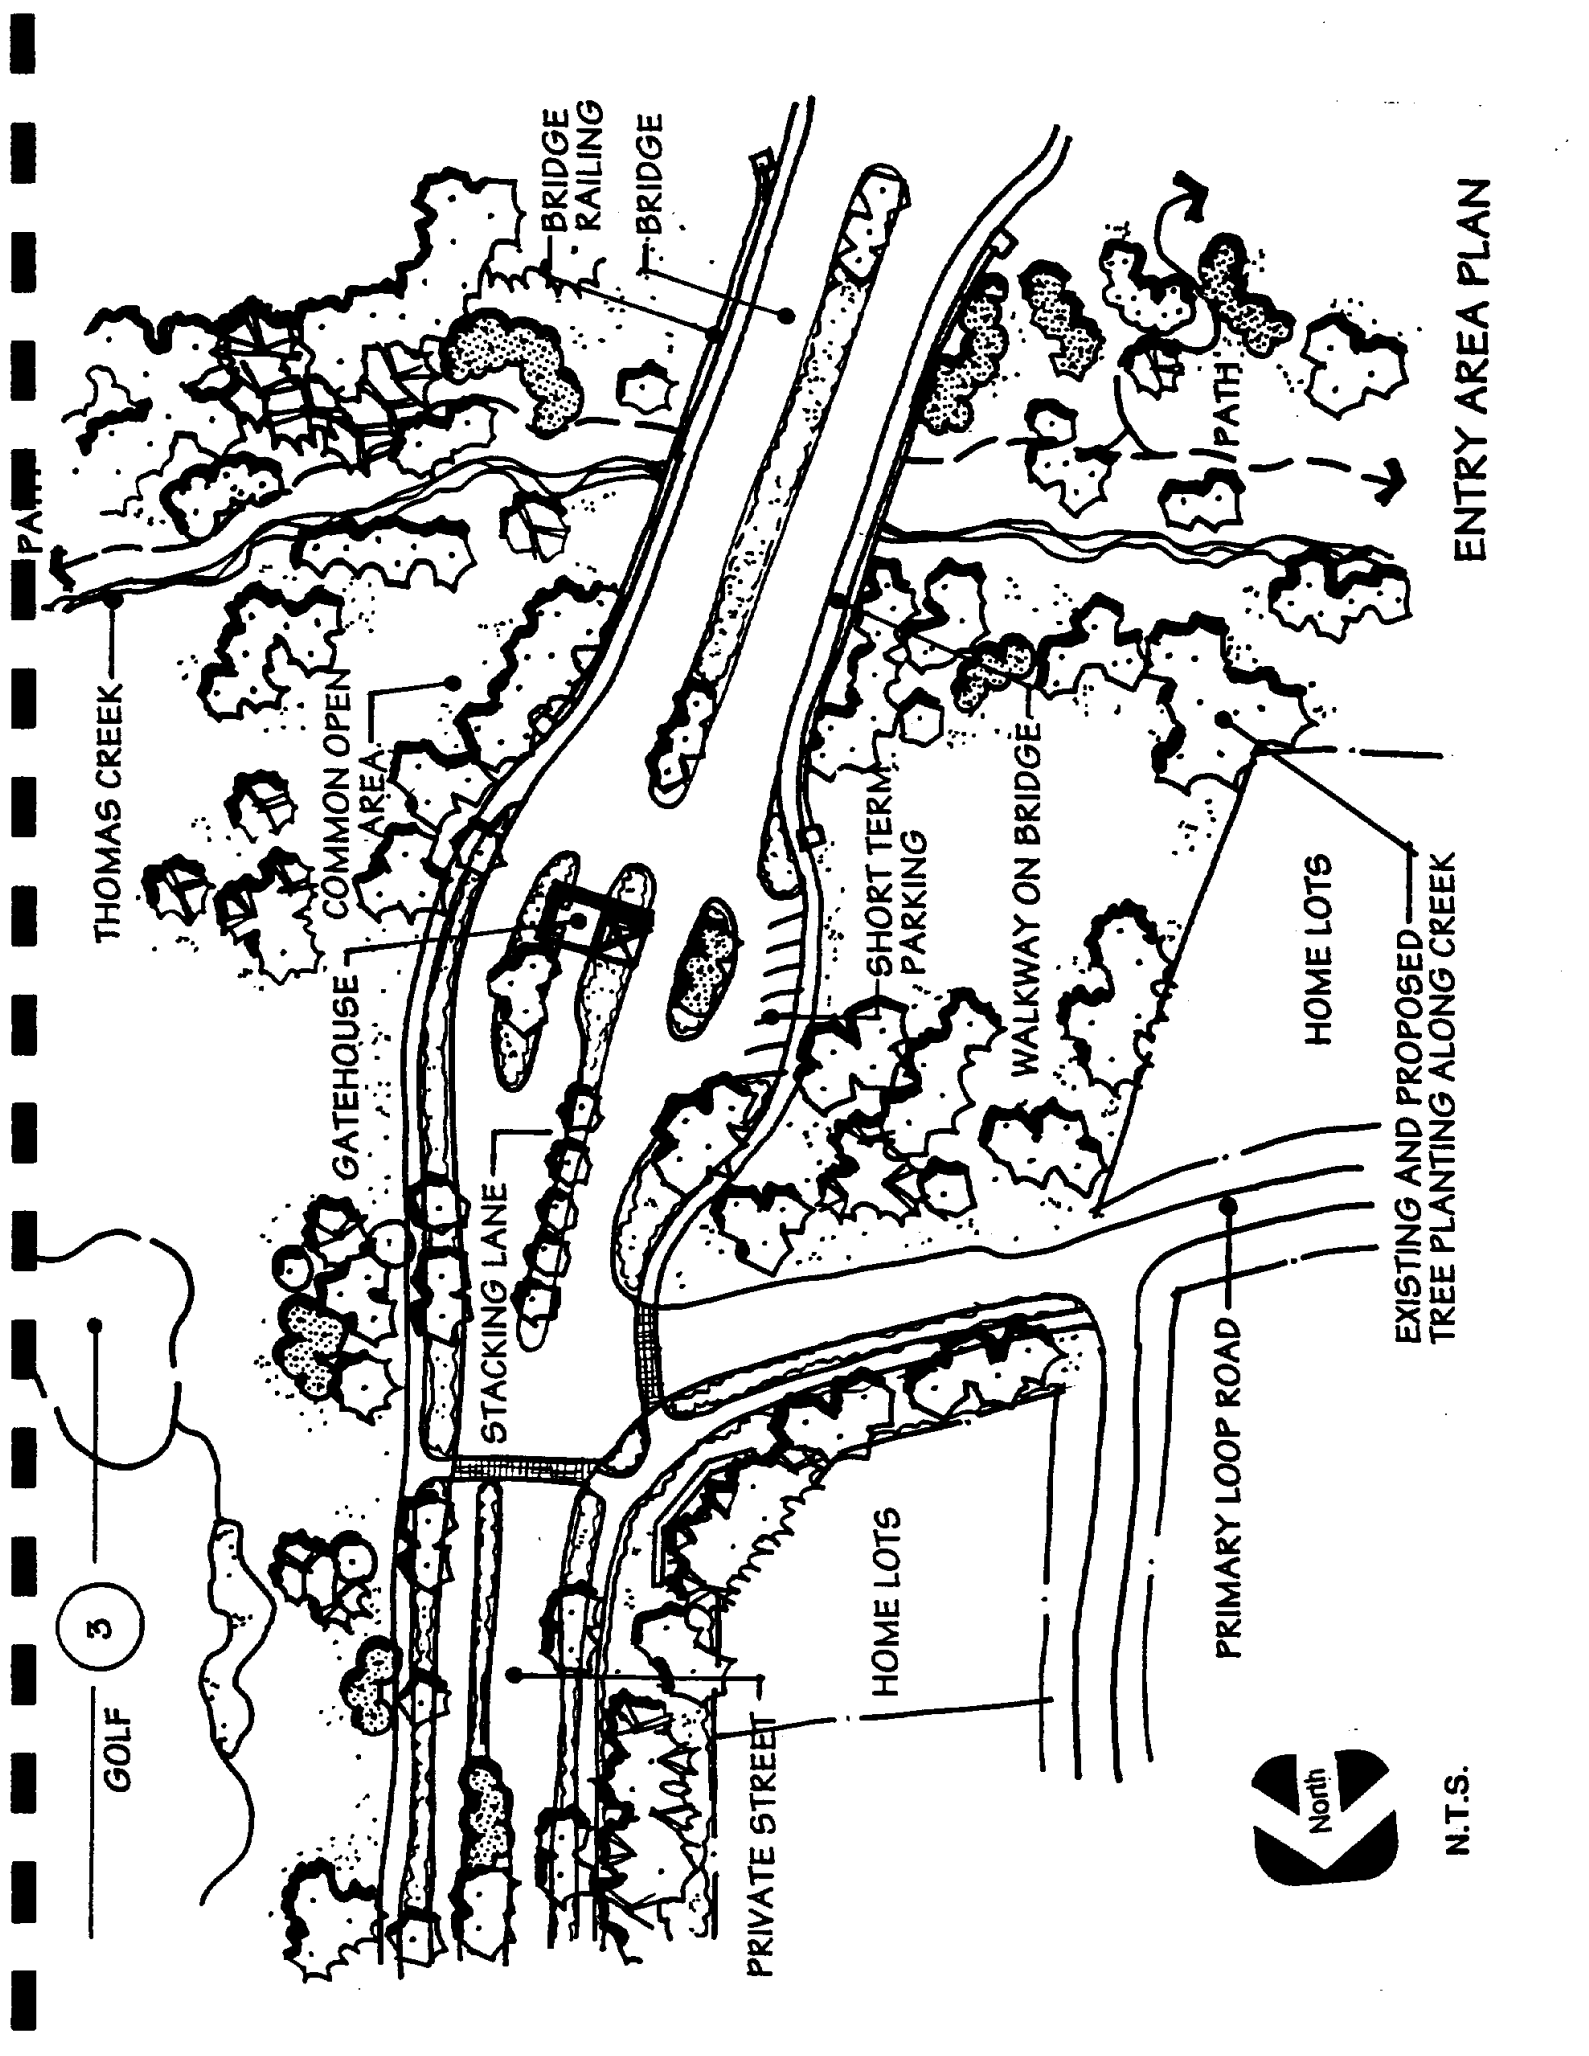 PATH
THOMAS CREEK
COMMON OPEN
AREA
GATEHOUSE
BRIDGE
RAILING
BRIDGE
GOLF
3
STACKING LANE
SHORT TERM
PARKING
WALKWAY ON BRIDGE
PATH
PRIVATE STREET
HOME LOTS
HOME LOTS
PRIMARY LOOP ROAD
EXISTING AND PROPOSED
TREE PLANTING ALONG CREEK
North
N.T.S.
ENTRY AREA PLAN